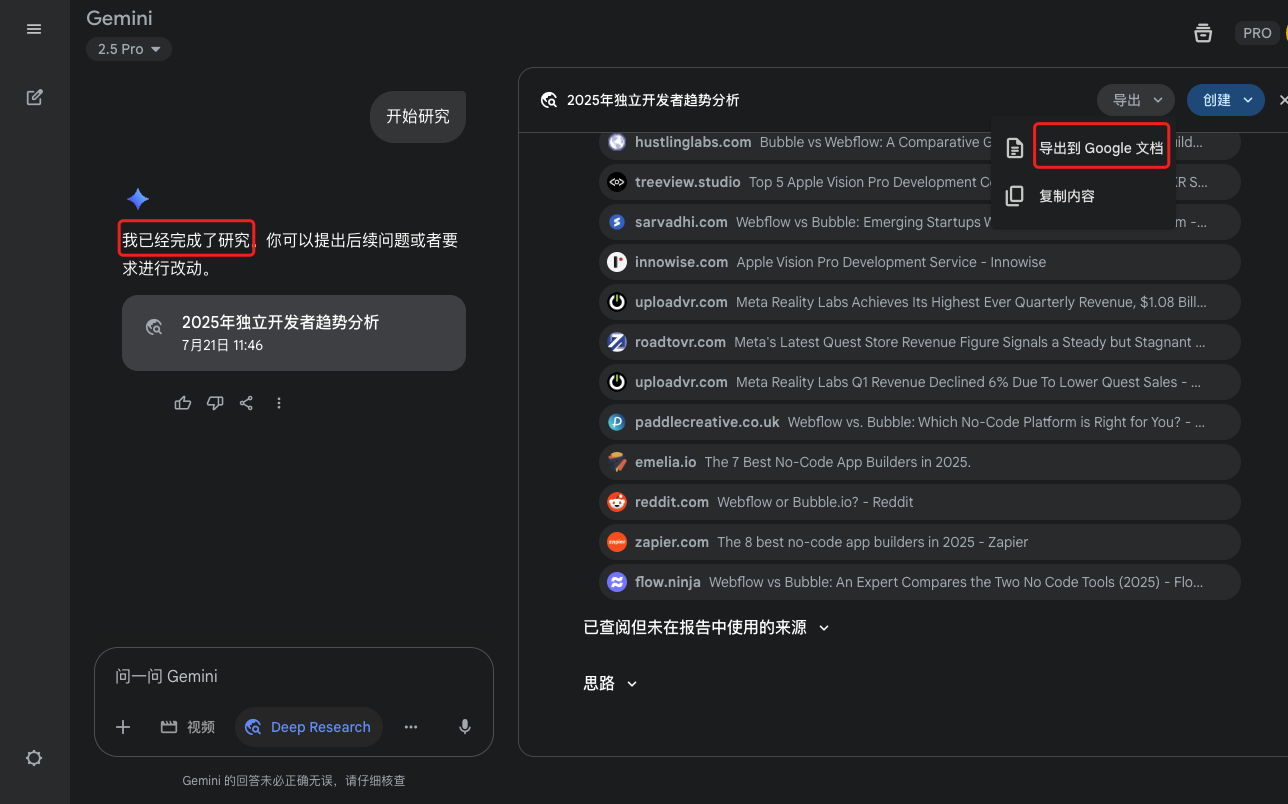 Gemini
2.5 Pro
PRO
开始研究
我已经完成了研究。你可以提出后续问题或者要
求进行改动。
2025年独立开发者趋势分析
7月21日 11:46
问一问 Gemini
视频
Deep Research
Gemini 的回答未必正确无误，请仔细核查
2025年独立开发者趋势分析
导出
创建
导出到 Google 文档
复制内容
hustlinglabs.com Bubble vs Webflow: A Comparative G
treeview.studio Top 5 Apple Vision Pro Development
sarvadhi.com Webflow vs Bubble: Emerging Startups
innowise.com Apple Vision Pro Development Service - Innowise
uploadvr.com Meta Reality Labs Achieves Its Highest Ever Quarterly Revenue, $1.08 Bill...
roadtovr.com Meta's Latest Quest Store Revenue Figure Signals a Steady but Stagnant ...
uploadvr.com Meta Reality Labs Q1 Revenue Declined 6% Due To Lower Quest Sales - ...
paddlecreative.co.uk Webflow vs. Bubble: Which No-Code Platform is Right for You? - ...
emelia.io The 7 Best No-Code App Builders in 2025.
reddit.com Webflow or Bubble.io? - Reddit
zapier.com The 8 best no-code app builders in 2025 - Zapier
flow.ninja Webflow vs Bubble: An Expert Compares the Two No Code Tools (2025) - Flo...
已查阅但未在报告中使用的来源
思路